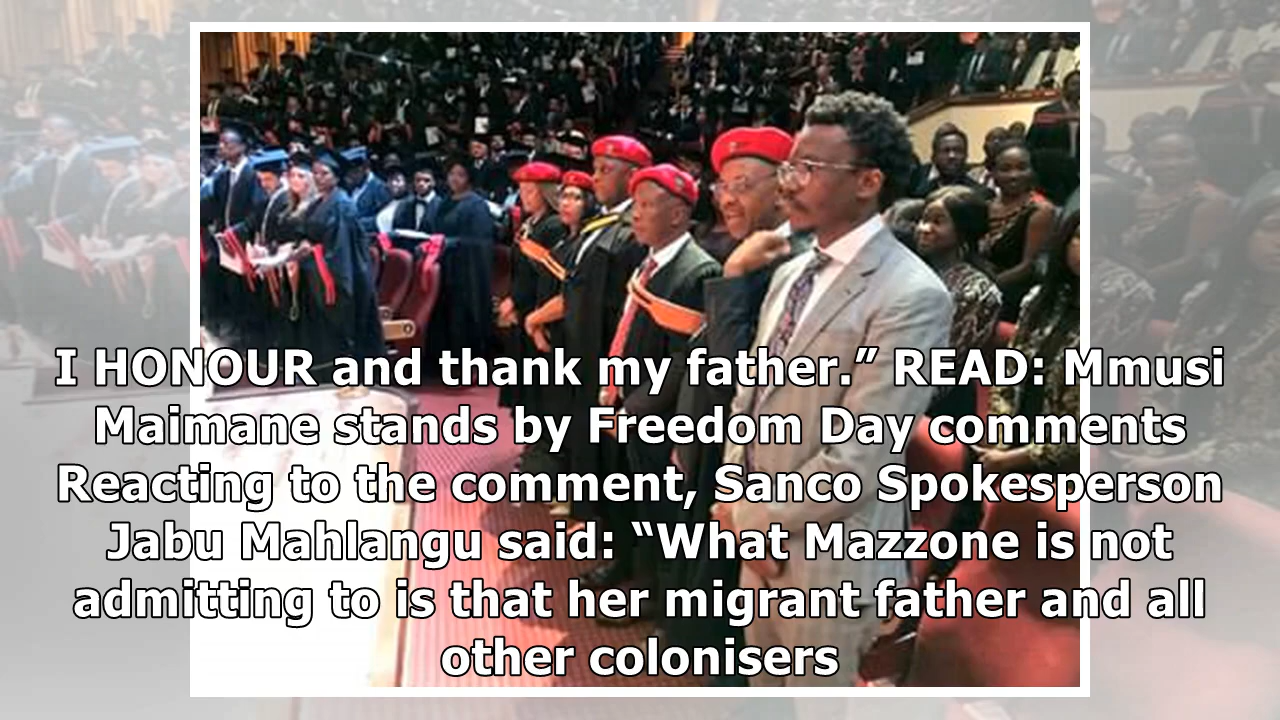 I HONOUR and thank my father.” READ: Mmusi
Maimane stands by Freedom Day comments
Reacting to the comment, Sanco Spokesperson
Jabu Mahlangu said: “What Mazzone is not
admitting to is that her migrant father and all
other colonisers